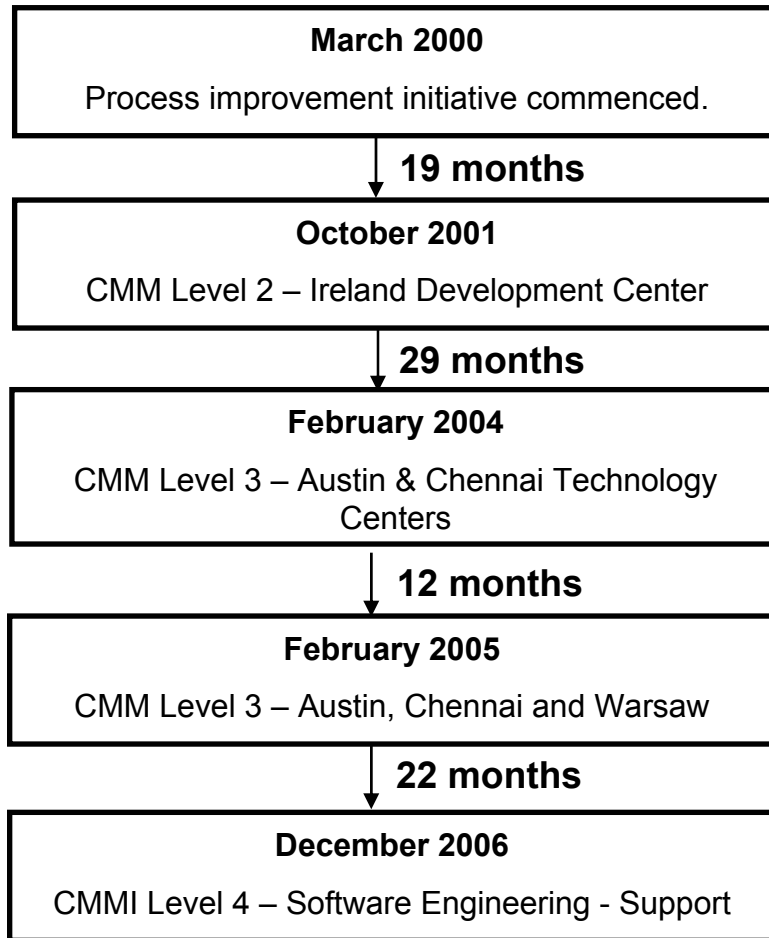 March 2000
Process improvement initiative commenced.
19 months
October 2001
CMM Level 2 – Ireland Development Center
29 months
February 2004
CMM Level 3 – Austin & Chennai Technology
Centers
12 months
February 2005
CMM Level 3 – Austin, Chennai and Warsaw
22 months
December 2006
CMMI Level 4 – Software Engineering - Support